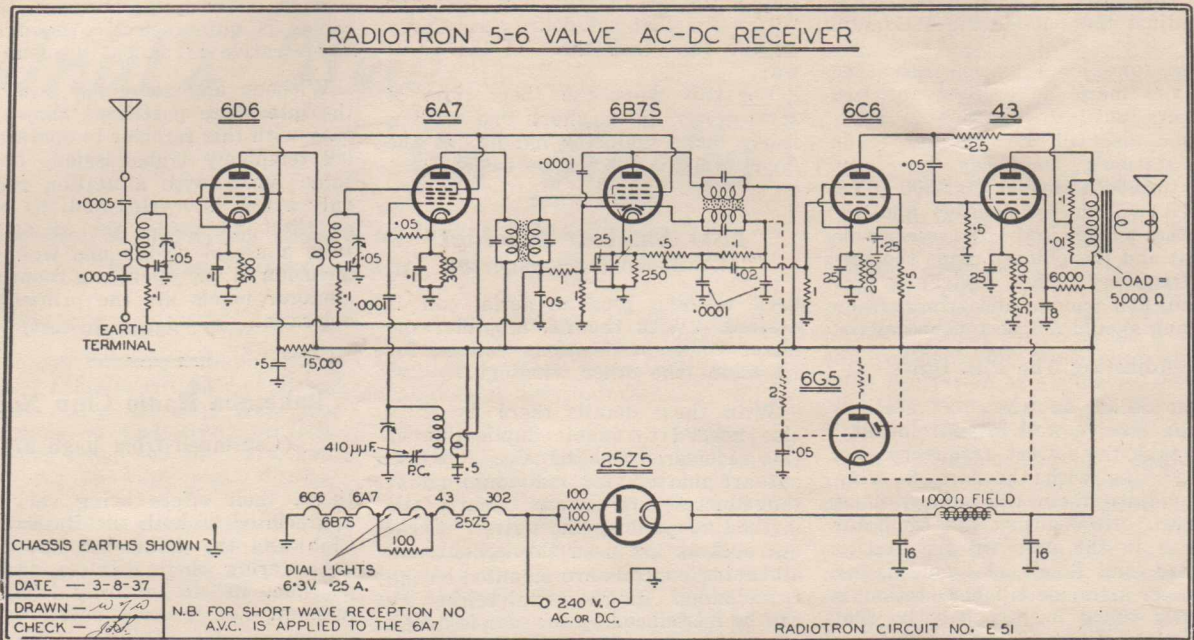 RADIOTRON 5-6 VALVE AC-DC RECEIVER
6D6
6A7
6B7S
6C6
43
.0005
.0005
.05
.1
300
EARTH TERMINAL
.5
15,000
.05
.1
.05
.1
300
.0001
410 µµF.
P.C.
.5
.0001
.1
.05
.1
.25
250
.5
.02
.1
.0001
.1
.25
2000
.25
.5
.05
.25
.5
.25
400
50
8
6000
.1
.01
LOAD =
5,000 Ω
6G5
2
.05
1
25Z5
100
100
6C6
6A7
43
302
6B7S
25Z5
100
DIAL LIGHTS
6·3V ·25 A.
240 V.
AC. OR D.C.
1,000 Ω FIELD
16
16
CHASSIS EARTHS SHOWN
DATE — 3-8-37
DRAWN —
CHECK —
N.B. FOR SHORT WAVE RECEPTION NO
A.V.C. IS APPLIED TO THE 6A7
RADIOTRON CIRCUIT NO. E 51